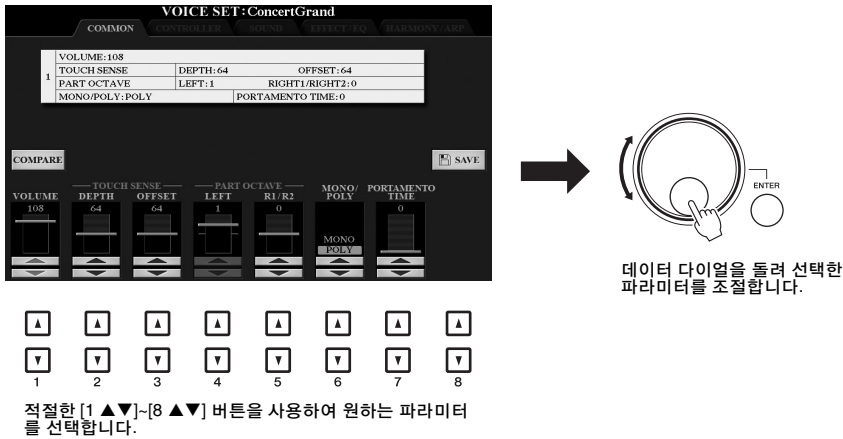 VOICE SET:ConcertGrand
COMMON CONTROLLER SOUND EFFECT/EQ HARMONY/ARP
VOLUME:108
1 TOUCH SENSE DEPTH:64 OFFSET:64
PART OCTAVE LEFT:1 RIGHT1/RIGHT2:0
MONO/POLY:POLY PORTAMENTO TIME:0
COMPARE SAVE
TOUCH SENSE PART OCTAVE MONO/ PORTAMENTO
VOLUME DEPTH OFFSET LEFT R1/R2 POLY TIME
108 64 64 1 0 0
MONO
POLY
1 2 3 4 5 6 7 8
적절한 [1 ▲▼]~[8 ▲▼] 버튼을 사용하여 원하는 파라미터
를 선택합니다.
ENTER
데이터 다이얼을 돌려 선택한
파라미터를 조절합니다.